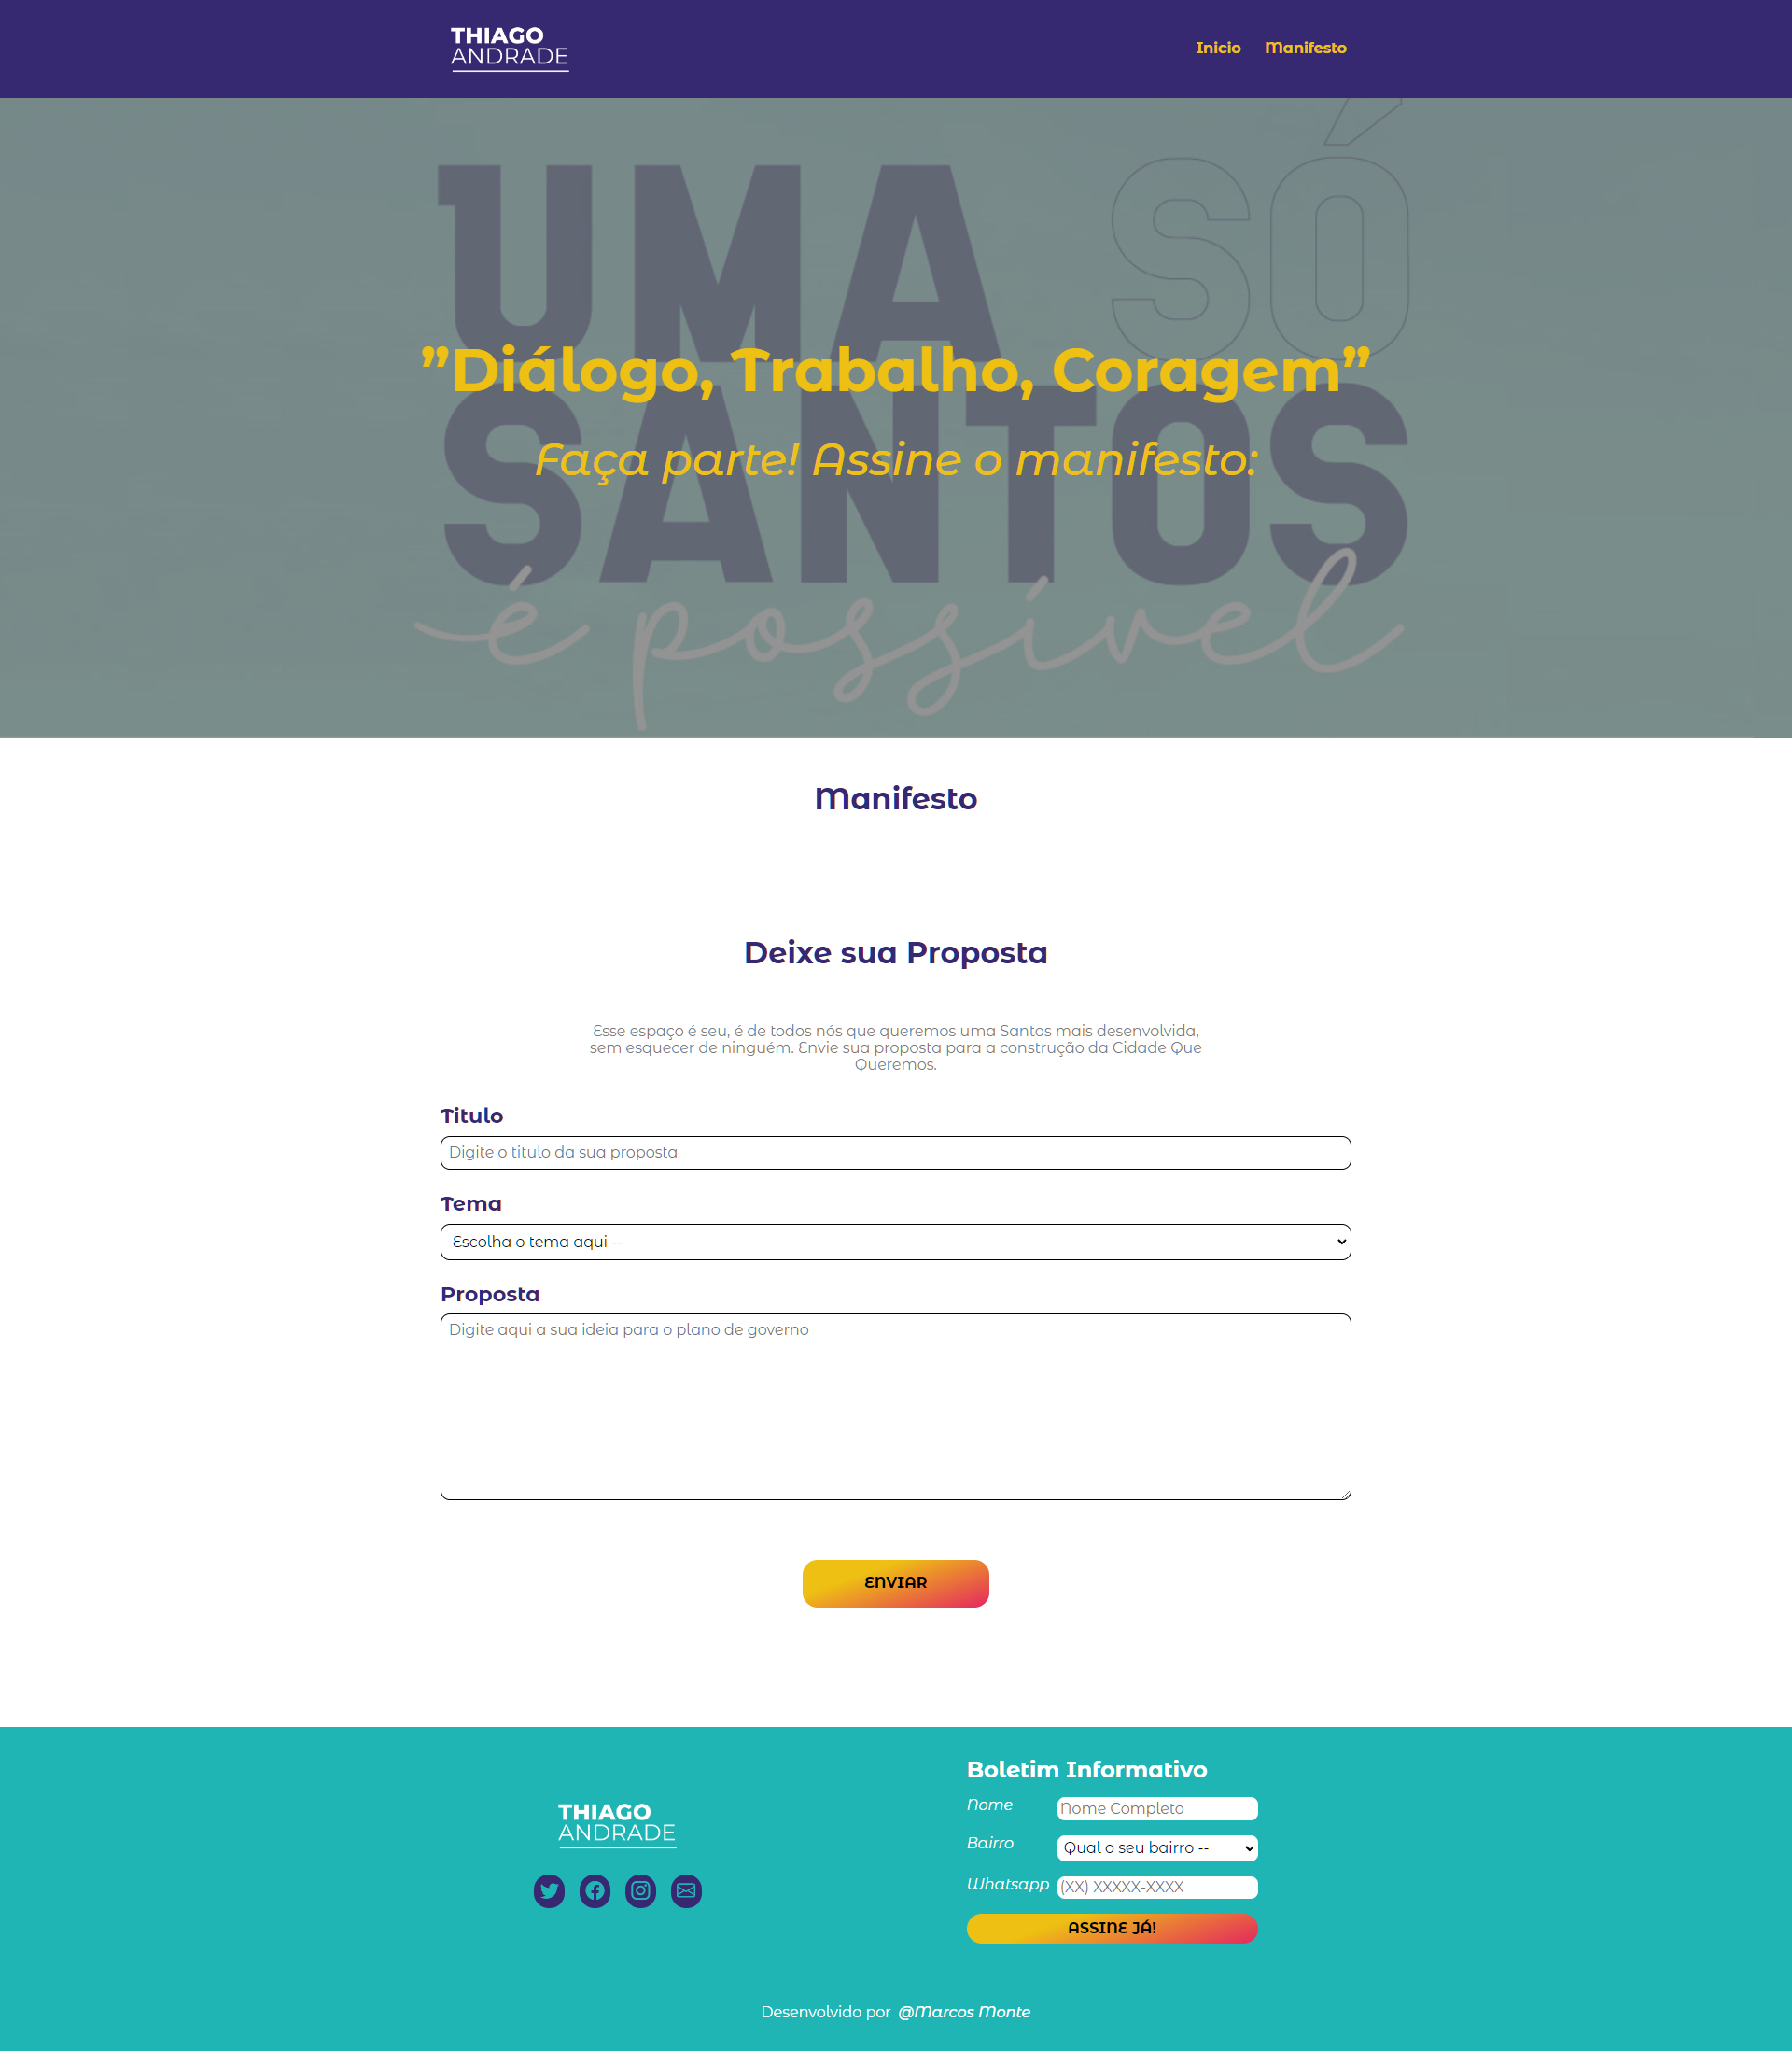 THIAGO
ANDRADE
Inicio Manifesto
UMA SÓ
”Diálogo, Trabalho, Coragem”
SANTOS
Faça parte! Assine o manifesto:
é possível
Manifesto
Deixe sua Proposta
Esse espaço é seu, é de todos nós que queremos uma Santos mais desenvolvida,
sem esquecer de ninguém. Envie sua proposta para a construção da Cidade Que
Queremos.
Titulo
Digite o titulo da sua proposta
Tema
Escolha o tema aqui --
Proposta
Digite aqui a sua ideia para o plano de governo
ENVIAR
THIAGO
ANDRADE
Boletim Informativo
Nome Nome Completo
Bairro Qual o seu bairro --
Whatsapp (XX) XXXXX-XXXX
ASSINE JÁ!
Desenvolvido por @Marcos Monte